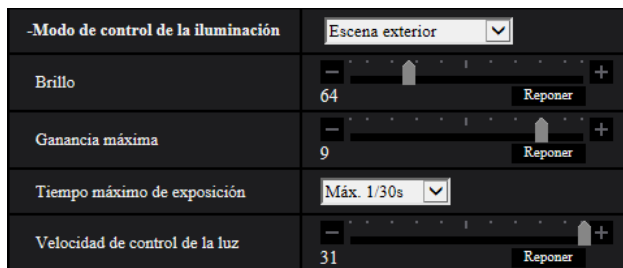 -Modo de control de la iluminación Escena exterior
Brillo
64 Reponer
Ganancia máxima
9 Reponer
Tiempo máximo de exposición Máx. 1/30s
Velocidad de control de la luz
31 Reponer